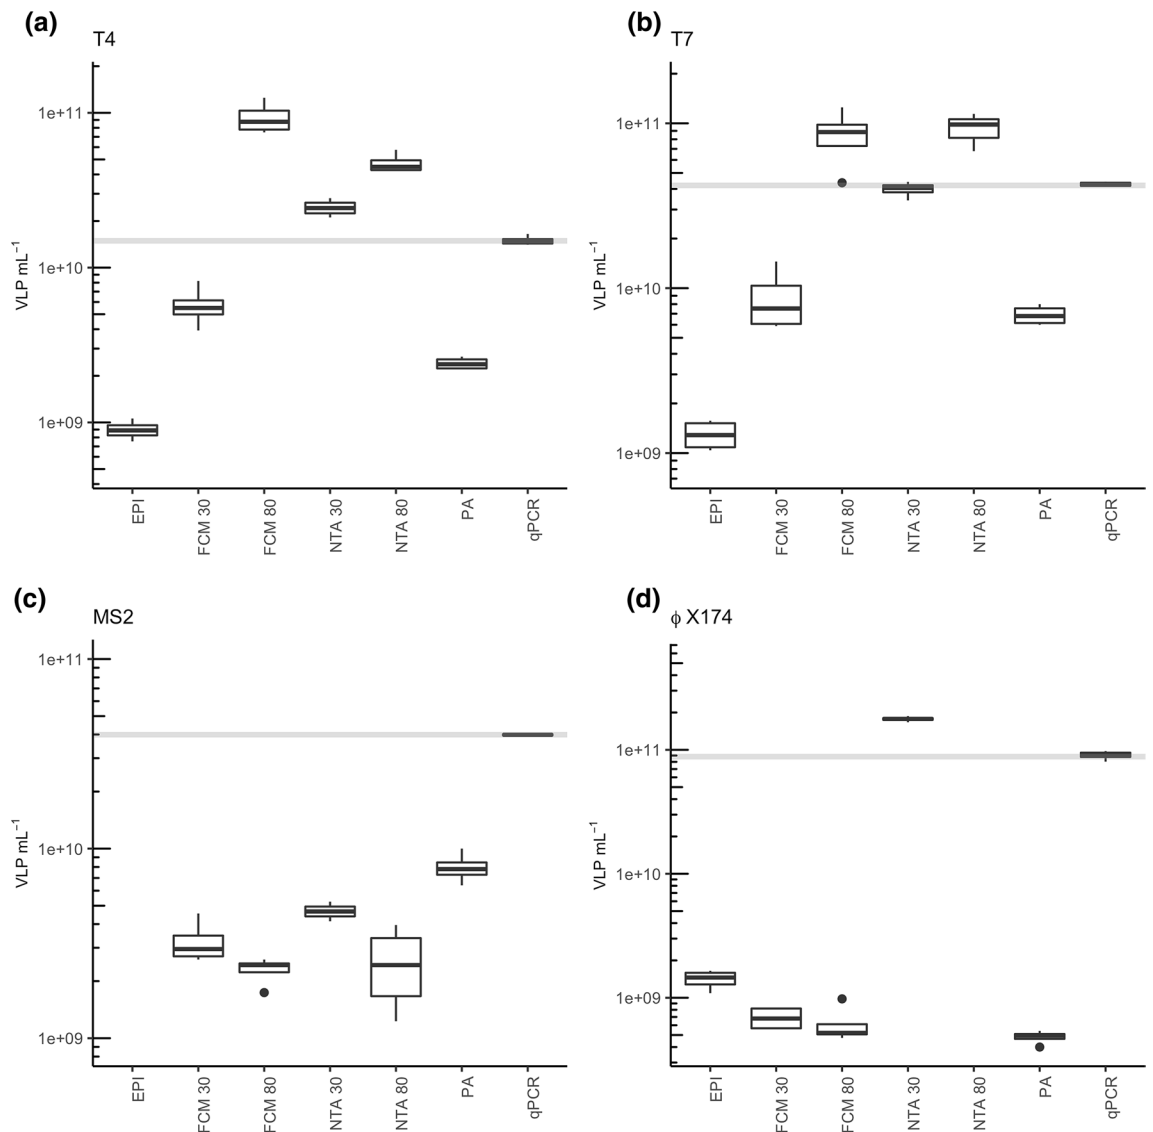 (a)
T4
VLP mL⁻¹
1e+11
1e+10
1e+09
EPI
FCM 30
FCM 80
NTA 30
NTA 80
PA
qPCR
(b)
T7
VLP mL⁻¹
1e+11
1e+10
1e+09
EPI
FCM 30
FCM 80
NTA 30
NTA 80
PA
qPCR
(c)
MS2
VLP mL⁻¹
1e+11
1e+10
1e+09
EPI
FCM 30
FCM 80
NTA 30
NTA 80
PA
qPCR
(d)
ϕ X174
VLP mL⁻¹
1e+11
1e+10
1e+09
EPI
FCM 30
FCM 80
NTA 30
NTA 80
PA
qPCR